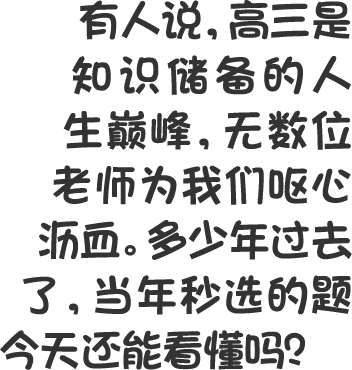 有人说，高三是
知识储备的人
生巅峰，无数位
老师为我们呕心
沥血。多少年过去
了，当年秒选的题
今天还能看懂吗？